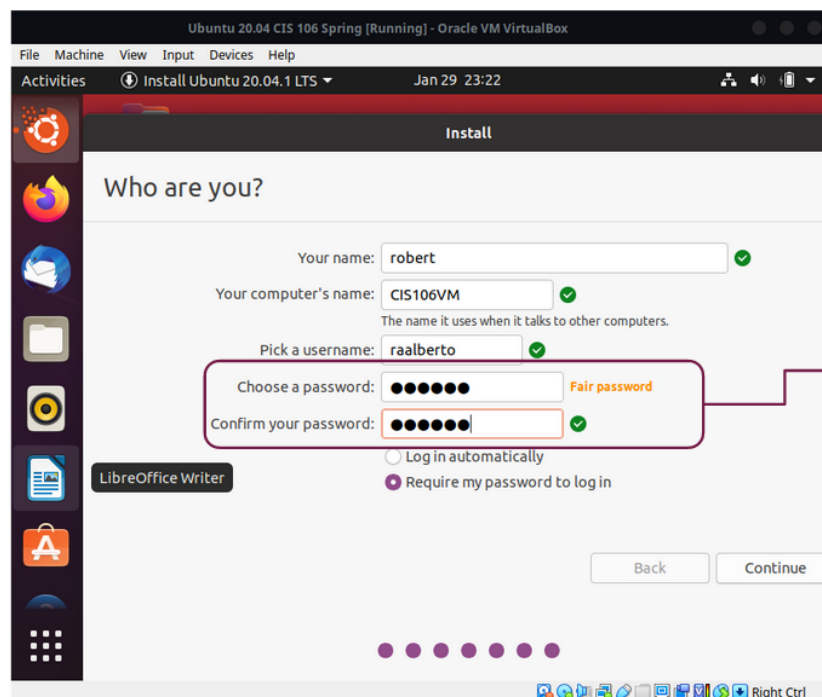 Ubuntu 20.04 CIS 106 Spring [Running] - Oracle VM VirtualBox
File Machine View Input Devices Help
Activities Install Ubuntu 20.04.1 LTS Jan 29 23:22
Install
Who are you?
Your name: robert
Your computer's name: CIS106VM
The name it uses when it talks to other computers.
Pick a username: raalberto
Choose a password: ●●●●●● Fair password
Confirm your password: ●●●●●●
Log in automatically
LibreOffice Writer
Require my password to log in
Back Continue
Right Ctrl